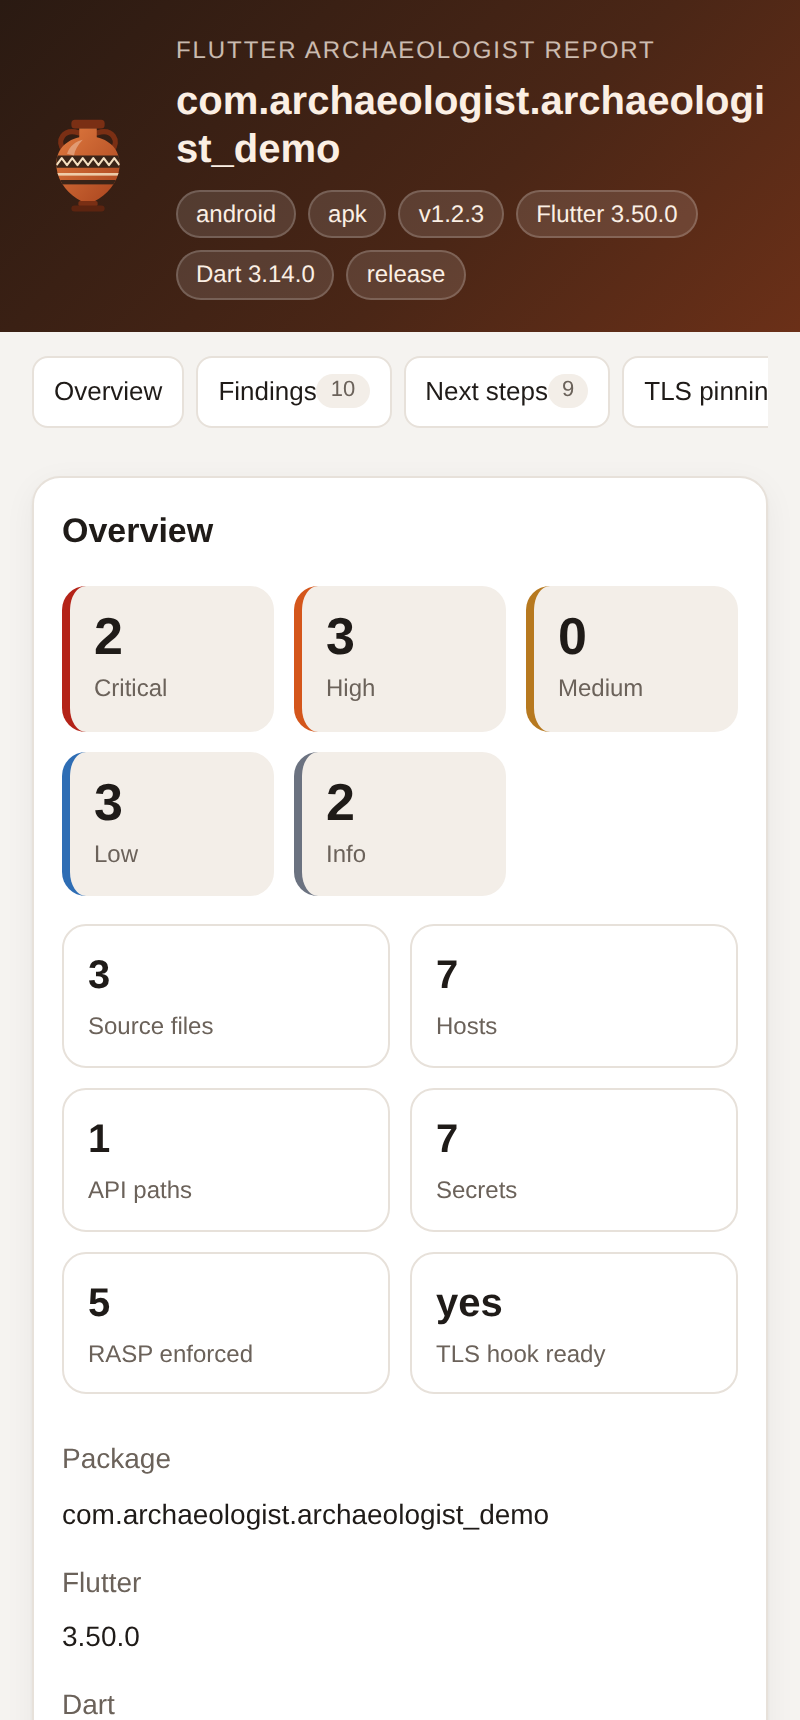 FLUTTER ARCHAEOLOGIST REPORT
com.archaeologist.archaeologi
st_demo
android apk v1.2.3 Flutter 3.50.0
Dart 3.14.0 release
Overview Findings 10 Next steps 9 TLS pinnin
Overview
2 3 0
Critical High Medium
3 2
Low Info
3 7
Source files Hosts
1 7
API paths Secrets
5 yes
RASP enforced TLS hook ready
Package
com.archaeologist.archaeologist_demo
Flutter
3.50.0
Dart